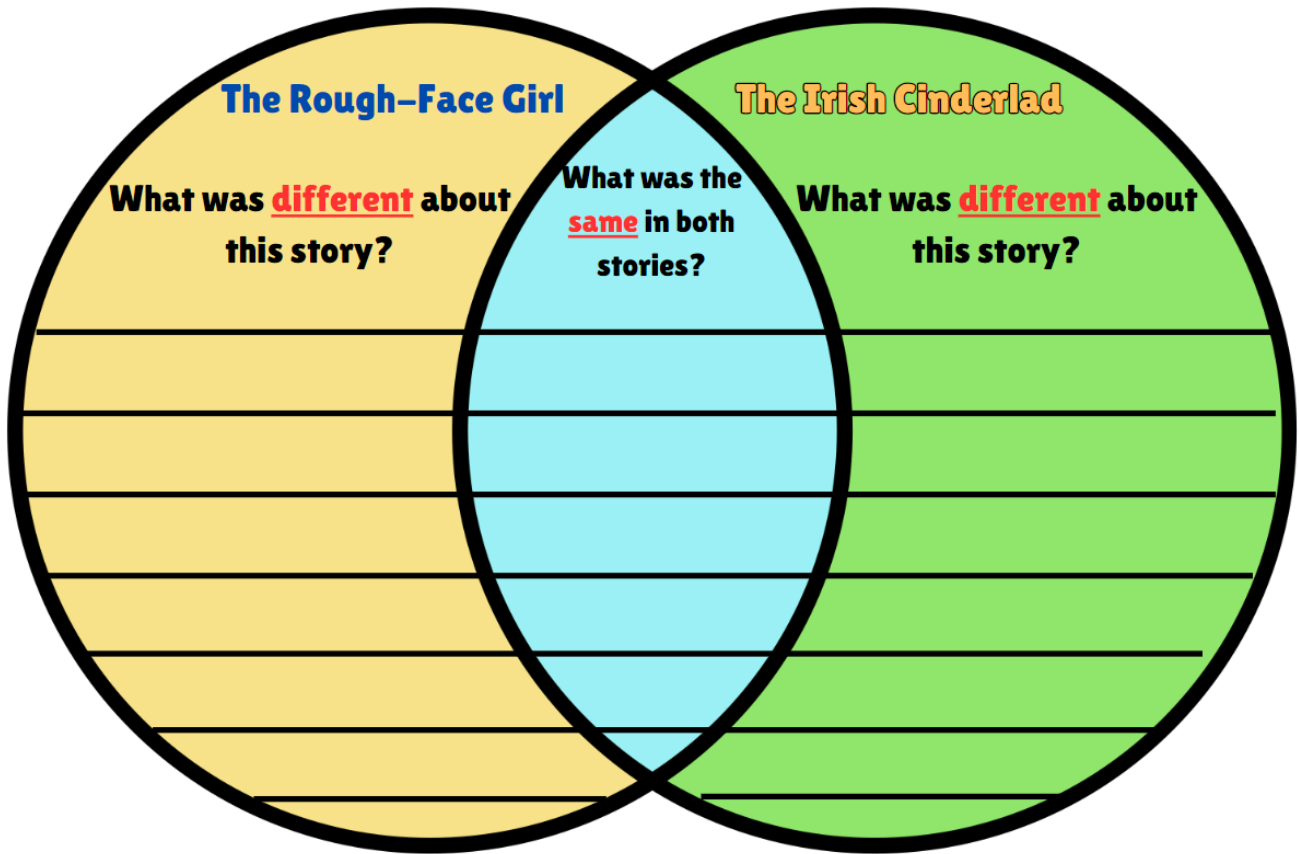 The Rough-Face Girl
What was different about
this story?
What was the
same in both
stories?
The Irish Cinderlad
What was different about
this story?